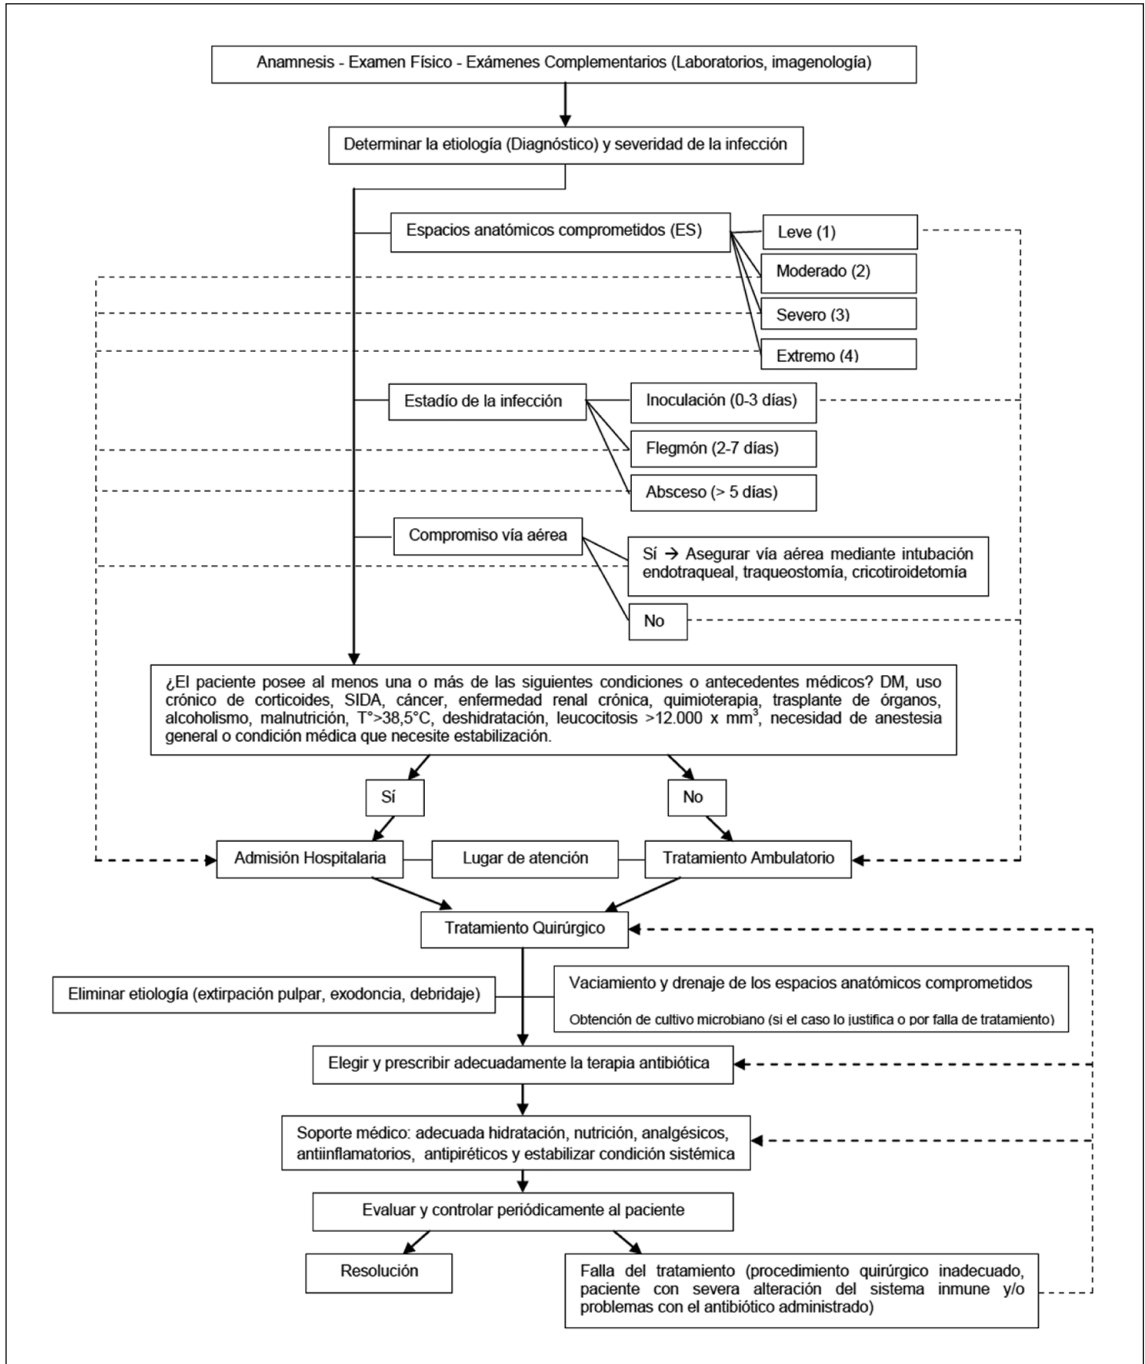 Anamnesis - Examen Físico - Exámenes Complementarios (Laboratorios, imagenología)
Determinar la etiología (Diagnóstico) y severidad de la infección
Espacios anatómicos comprometidos (ES)
Leve (1)
Moderado (2)
Severo (3)
Extremo (4)
Estadío de la infección
Inoculación (0-3 días)
Flegmón (2-7 días)
Absceso (> 5 días)
Compromiso vía aérea
Sí → Asegurar vía aérea mediante intubación
endotraqueal, traqueostomía, cricotiroidetomía
No
¿El paciente posee al menos una o más de las siguientes condiciones o antecedentes médicos? DM, uso
crónico de corticoides, SIDA, cáncer, enfermedad renal crónica, quimioterapia, trasplante de órganos,
alcoholismo, malnutrición, T°>38,5°C, deshidratación, leucocitosis >12.000 x mm³, necesidad de anestesia
general o condición médica que necesite estabilización.
Sí
No
Admisión Hospitalaria
Lugar de atención
Tratamiento Ambulatorio
Tratamiento Quirúrgico
Eliminar etiología (extirpación pulpar, exodoncia, debridaje)
Vaciamiento y drenaje de los espacios anatómicos comprometidos
Obtención de cultivo microbiano (si el caso lo justifica o por falla de tratamiento)
Elegir y prescribir adecuadamente la terapia antibiótica
Soporte médico: adecuada hidratación, nutrición, analgésicos,
antiinflamatorios, antipiréticos y estabilizar condición sistémica
Evaluar y controlar periódicamente al paciente
Resolución
Falla del tratamiento (procedimiento quirúrgico inadecuado,
paciente con severa alteración del sistema inmune y/o
problemas con el antibiótico administrado)